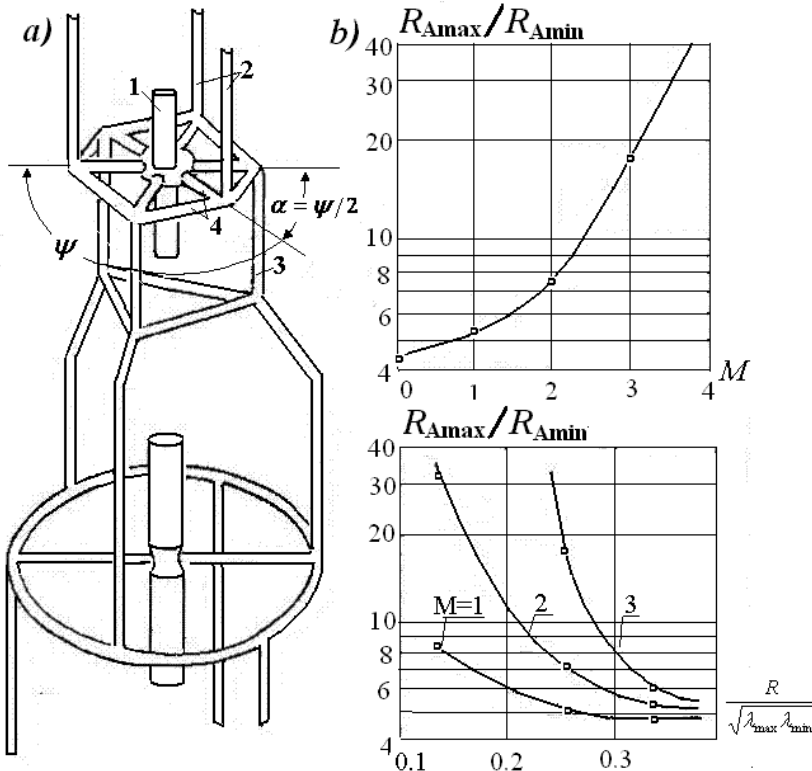 a)
1
2
4
3
ψ
α = ψ/2
b)
R_Amax/R_Amin
40
30
20
10
8
6
4
0 1 2 3 4 M
R_Amax/R_Amin
40
30
20
10
8
6
4
M=1
2
3
0.1 0.2 0.3
R
√λ_max λ_min